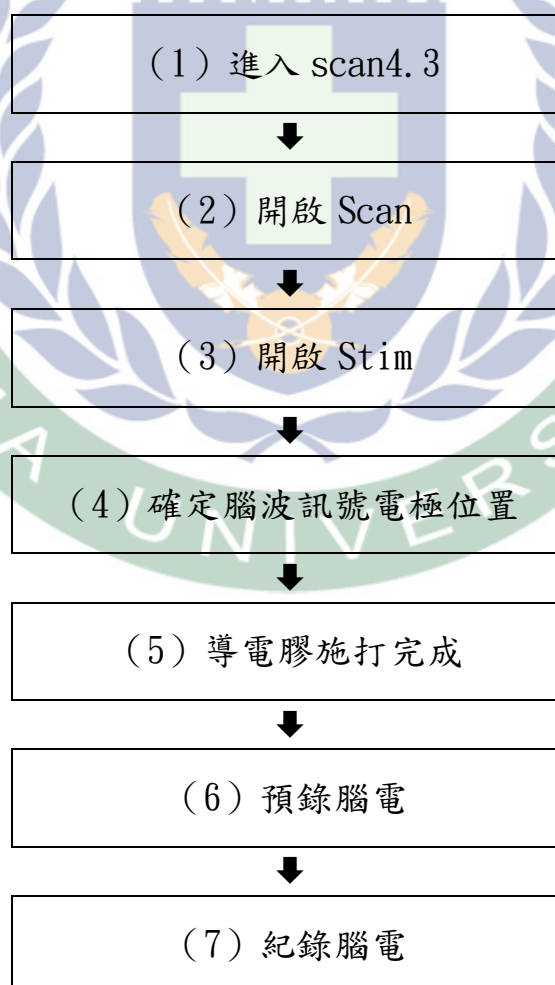 （1）進入 scan4.3
（2）開啟 Scan
（3）開啟 Stim
（4）確定腦波訊號電極位置
（5）導電膠施打完成
（6）預錄腦電
（7）紀錄腦電